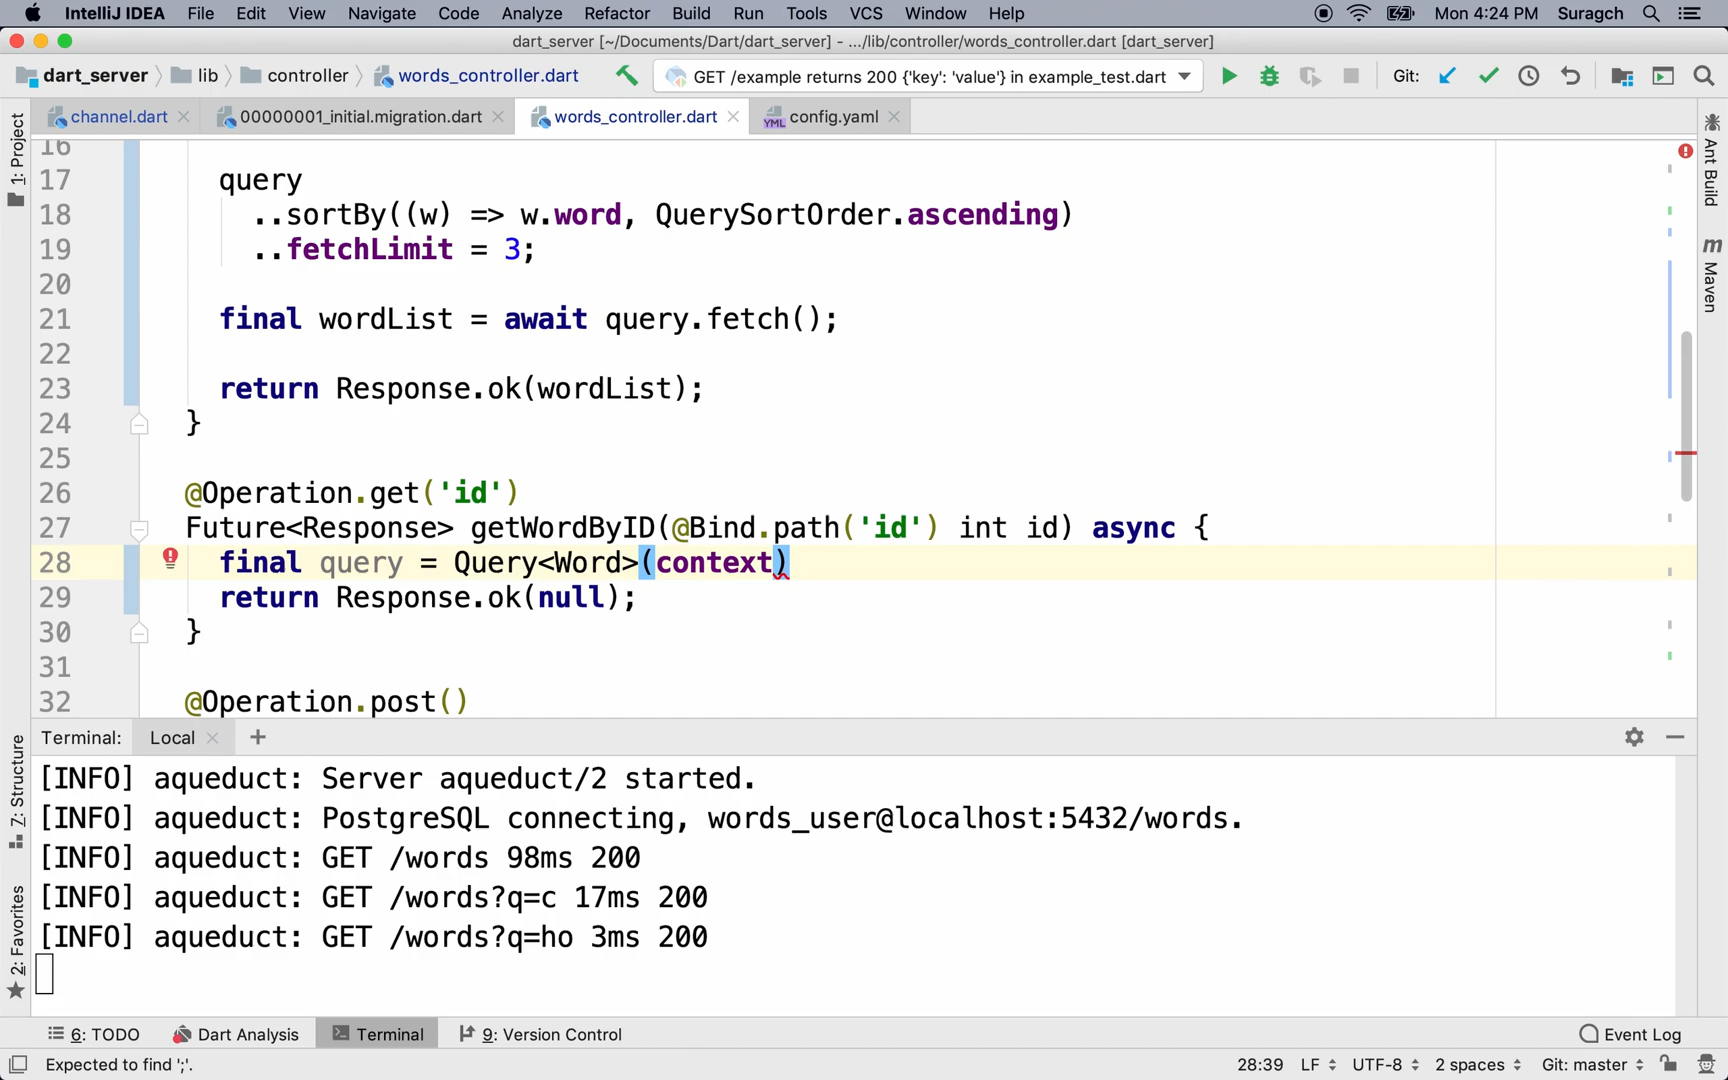 IntelliJ IDEA File Edit View Navigate Code Analyze Refactor Build Run Tools VCS Window Help Mon 4:24 PM Suragch
dart_server [~/Documents/Dart/dart_server] - .../lib/controller/words_controller.dart [dart_server]
dart_server lib controller words_controller.dart GET /example returns 200 {'key': 'value'} in example_test.dart Git:
channel.dart 00000001_initial.migration.dart words_controller.dart YML config.yaml
1: Project
Ant Build
m Maven
16
17 query
18 ..sortBy((w) => w.word, QuerySortOrder.ascending)
19 ..fetchLimit = 3;
20
21 final wordList = await query.fetch();
22
23 return Response.ok(wordList);
24 }
25
26 @Operation.get('id')
27 Future<Response> getWordByID(@Bind.path('id') int id) async {
28 final query = Query<Word>(context)
29 return Response.ok(null);
30 }
31
32 @Operation.post()
Terminal: Local
7: Structure
2: Favorites
[INFO] aqueduct: Server aqueduct/2 started.
[INFO] aqueduct: PostgreSQL connecting, words_user@localhost:5432/words.
[INFO] aqueduct: GET /words 98ms 200
[INFO] aqueduct: GET /words?q=c 17ms 200
[INFO] aqueduct: GET /words?q=ho 3ms 200
6: TODO Dart Analysis Terminal 9: Version Control Event Log
Expected to find ';'. 28:39 LF UTF-8 2 spaces Git: master